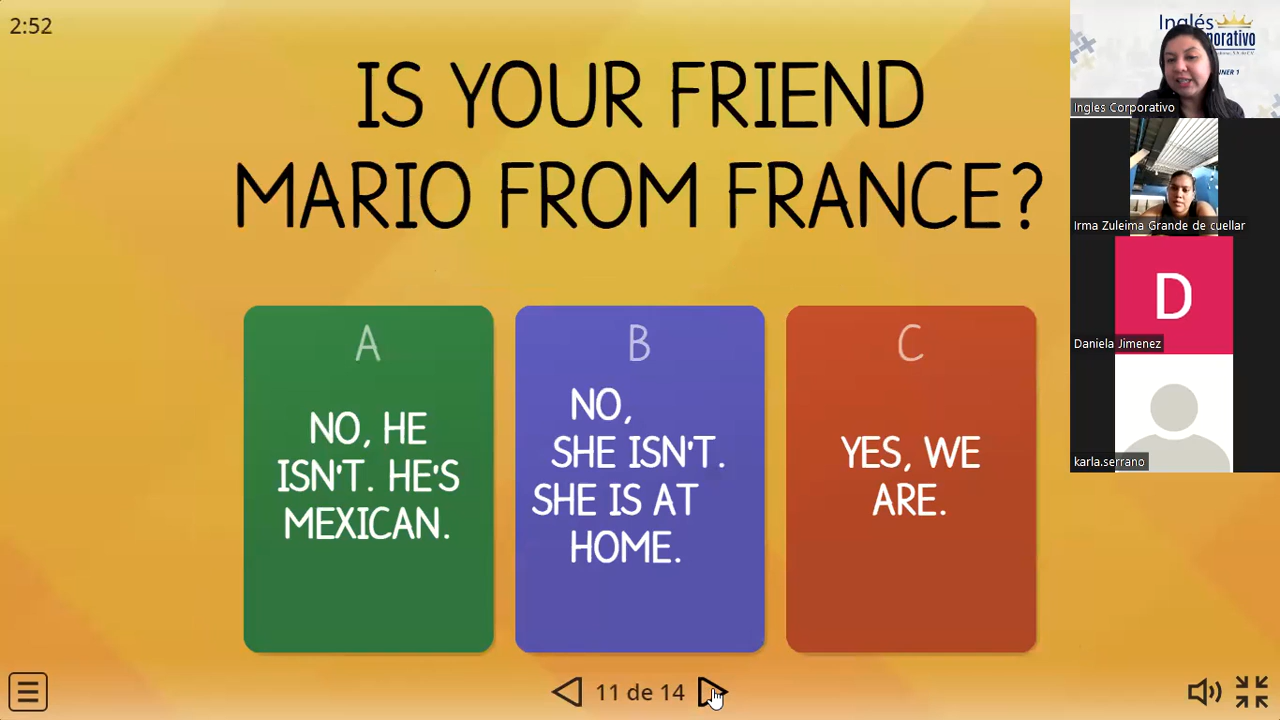 2:52
IS YOUR FRIEND
MARIO FROM FRANCE?
A
NO, HE
ISN'T. HE'S
MEXICAN.
B
NO,
SHE ISN'T.
SHE IS AT
HOME.
C
YES, WE
ARE.
11 de 14
Inglés
Ingles Corporativo
Irma Zuleima Grande de cuellar
D
Daniela Jimenez
karla.serrano